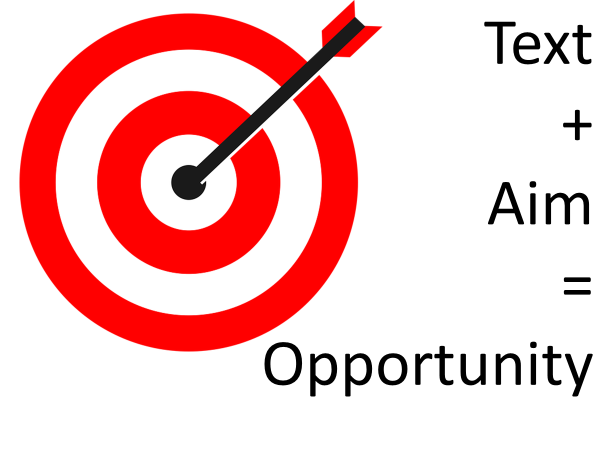 Text
+
Aim
=
Opportunity